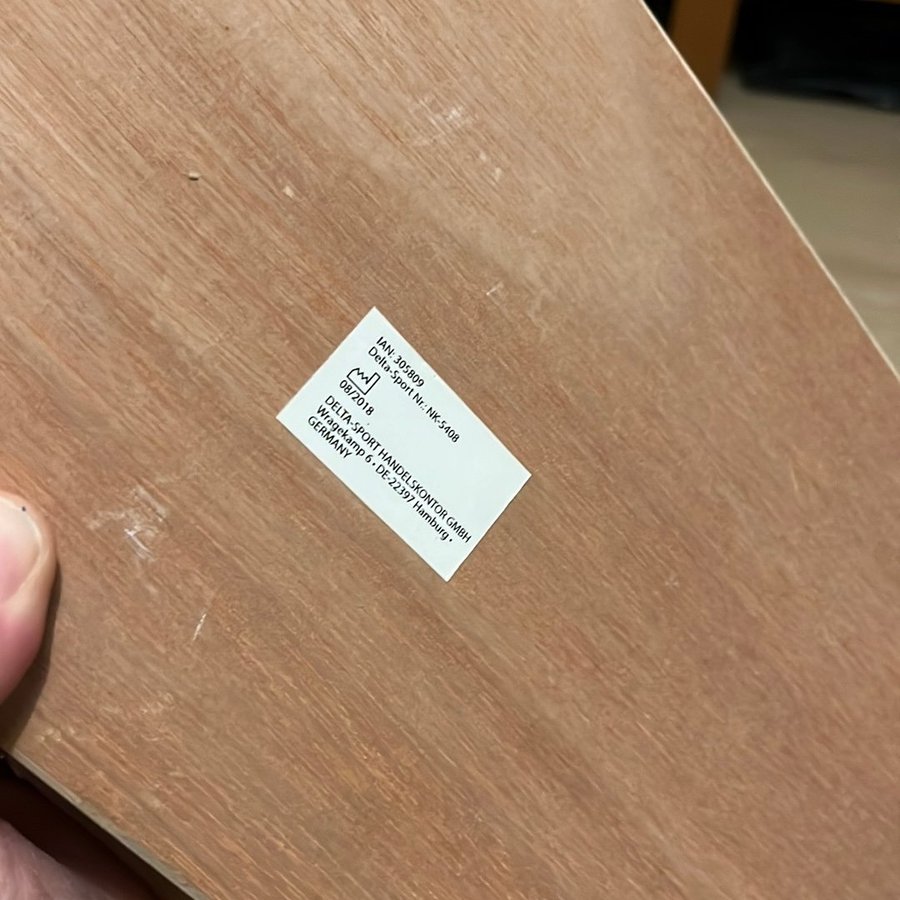 IAN: 305809
Delta-Sport Nr.: NK-5408
08/2018
DELTA-SPORT HANDELSKONTOR GMBH
Wragekamp 6 • DE-22397 Hamburg •
GERMANY